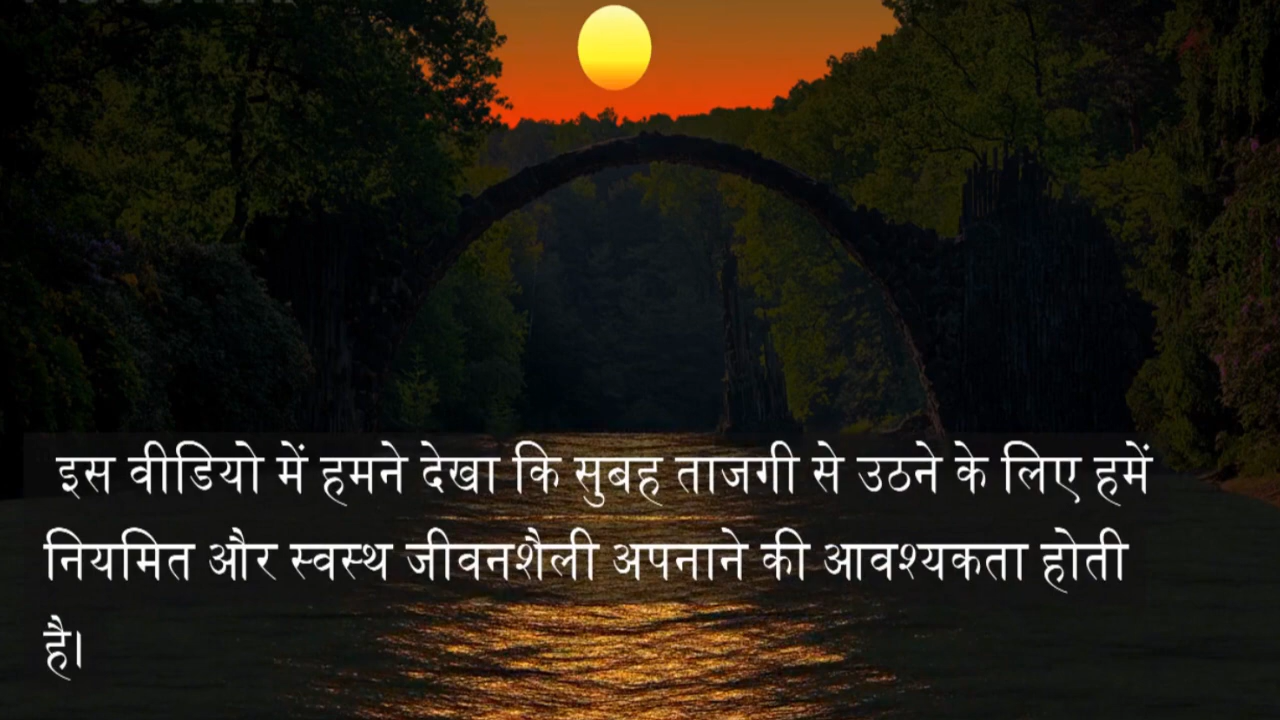 इस वीडियो में हमने देखा कि सुबह ताजगी से उठने के लिए हमें
नियमित और स्वस्थ जीवनशैली अपनाने की आवश्यकता होती
है।